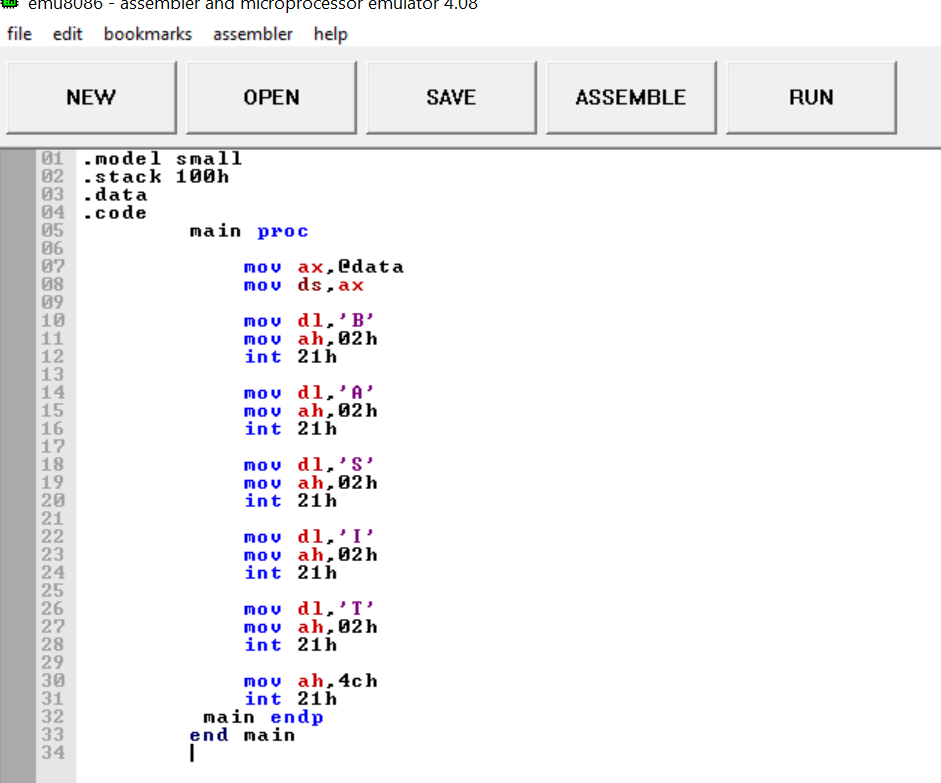 emu8086 - assembler and microprocessor emulator 4.08
file edit bookmarks assembler help
NEW OPEN SAVE ASSEMBLE RUN
01 .model small
02 .stack 100h
03 .data
04 .code
05 main proc
06
07 mov ax,@data
08 mov ds,ax
09
10 mov dl,'B'
11 mov ah,02h
12 int 21h
13
14 mov dl,'A'
15 mov ah,02h
16 int 21h
17
18 mov dl,'S'
19 mov ah,02h
20 int 21h
21
22 mov dl,'I'
23 mov ah,02h
24 int 21h
25
26 mov dl,'T'
27 mov ah,02h
28 int 21h
29
30 mov ah,4ch
31 int 21h
32 main endp
33 end main
34